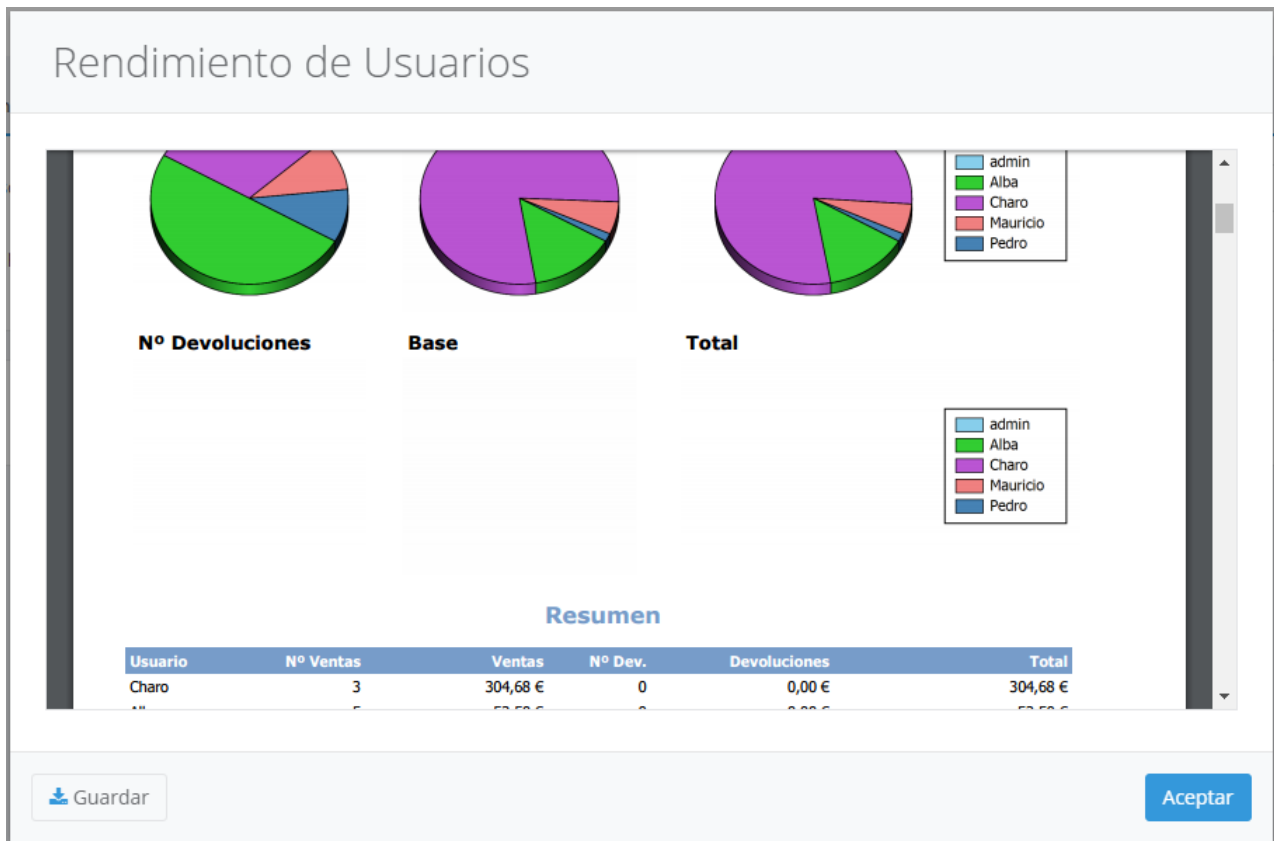 Rendimiento de Usuarios
admin
Alba
Charo
Mauricio
Pedro
Nº Devoluciones Base Total
admin
Alba
Charo
Mauricio
Pedro
Resumen
Usuario Nº Ventas Ventas Nº Dev. Devoluciones Total
Charo 3 304,68 € 0 0,00 € 304,68 €
Guardar
Aceptar